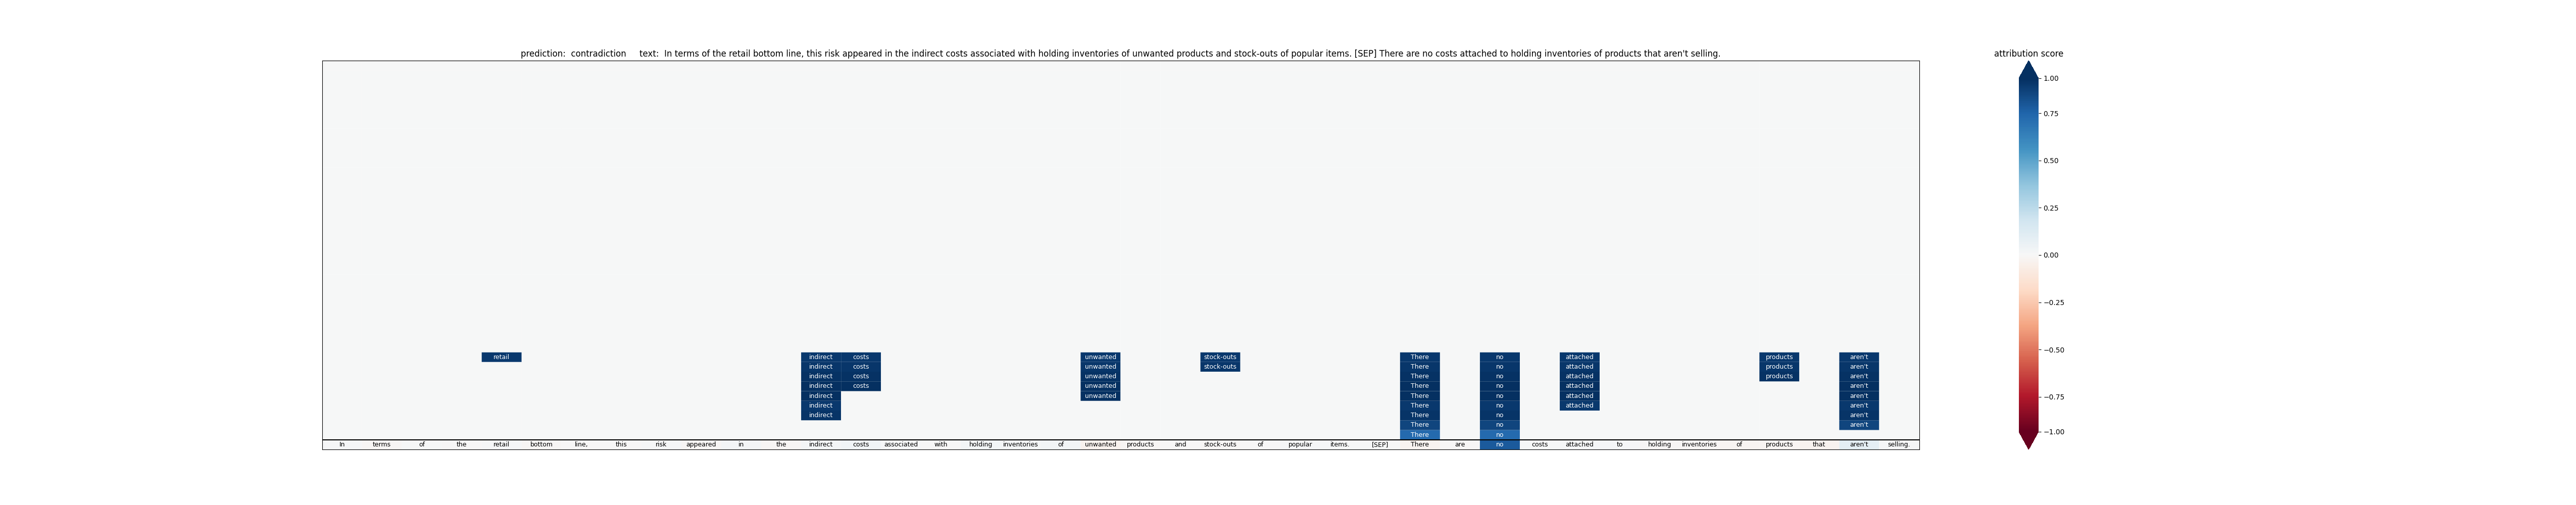 prediction:  contradiction     text:  In terms of the retail bottom line, this risk appeared in the indirect costs associated with holding inventories of unwanted products and stock-outs of popular items. [SEP] There are no costs attached to holding inventories of products that aren't selling.
attribution score
1.00
0.75
0.50
0.25
0.00
−0.25
−0.50
−0.75
−1.00
retail indirect costs unwanted stock-outs There no attached products aren't
indirect costs unwanted stock-outs There no attached products aren't
indirect costs unwanted There no attached products aren't
indirect costs unwanted There no attached aren't
indirect unwanted There no attached aren't
indirect There no attached aren't
indirect There no aren't
There no aren't
There no
In terms of the retail bottom line, this risk appeared in the indirect costs associated with holding inventories of unwanted products and stock-outs of popular items. [SEP] There are no costs attached to holding inventories of products that aren't selling.